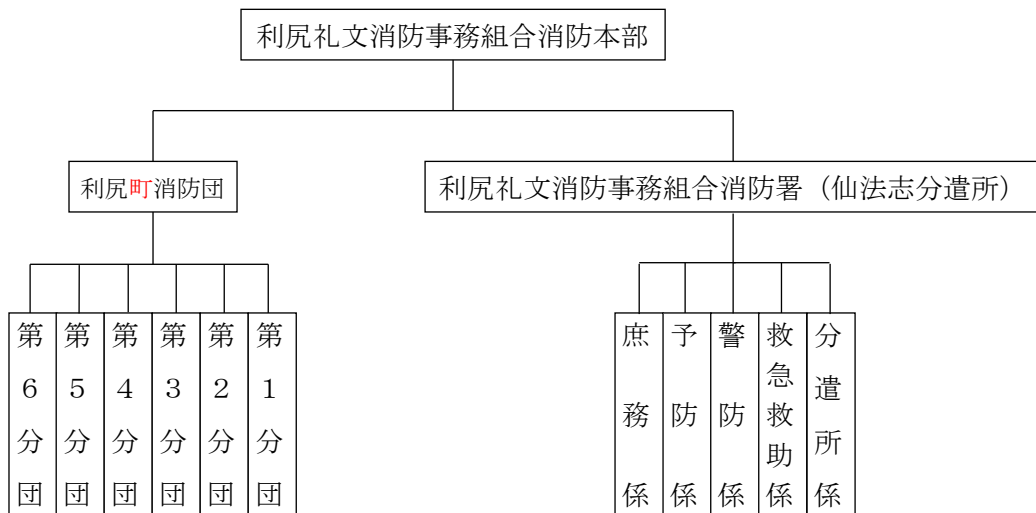 利尻礼文消防事務組合消防本部
利尻町消防団
利尻礼文消防事務組合消防署(仙法志分遣所)
第6分団
第5分団
第4分団
第3分団
第2分団
第1分団
庶務係
予防係
警防係
救急救助係
分遣所係